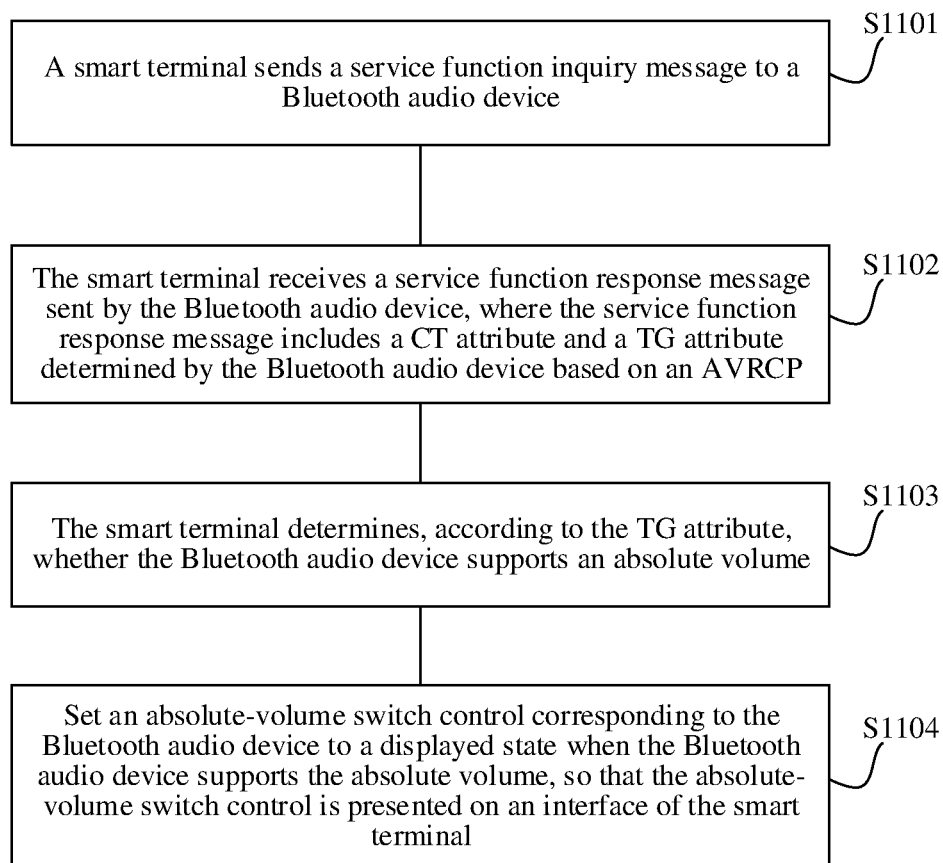 S1101
A smart terminal sends a service function inquiry message to a
Bluetooth audio device
S1102
The smart terminal receives a service function response message
sent by the Bluetooth audio device, where the service function
response message includes a CT attribute and a TG attribute
determined by the Bluetooth audio device based on an AVRCP
S1103
The smart terminal determines, according to the TG attribute,
whether the Bluetooth audio device supports an absolute volume
S1104
Set an absolute-volume switch control corresponding to the
Bluetooth audio device to a displayed state when the Bluetooth
audio device supports the absolute volume, so that the absolute-
volume switch control is presented on an interface of the smart
terminal